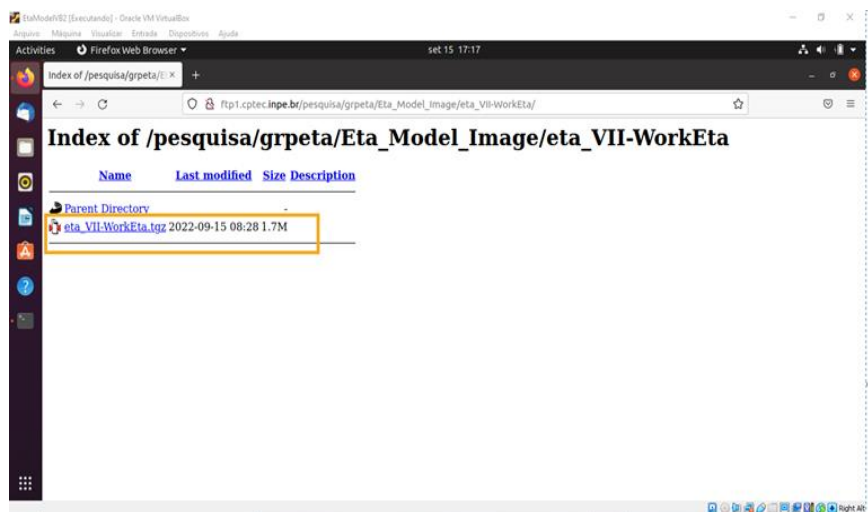 EtaModelVB2 [Executando] - Oracle VM VirtualBox
Arquivo Máquina Visualizar Entrada Dispositivos Ajuda
Activities Firefox Web Browser set 15 17:17
Index of /pesquisa/grpeta/E
ftp1.cptec.inpe.br/pesquisa/grpeta/Eta_Model_Image/eta_VII-WorkEta/
Index of /pesquisa/grpeta/Eta_Model_Image/eta_VII-WorkEta
Name Last modified Size Description
Parent Directory -
eta_VII-WorkEta.tgz 2022-09-15 08:28 1.7M
Right Alt